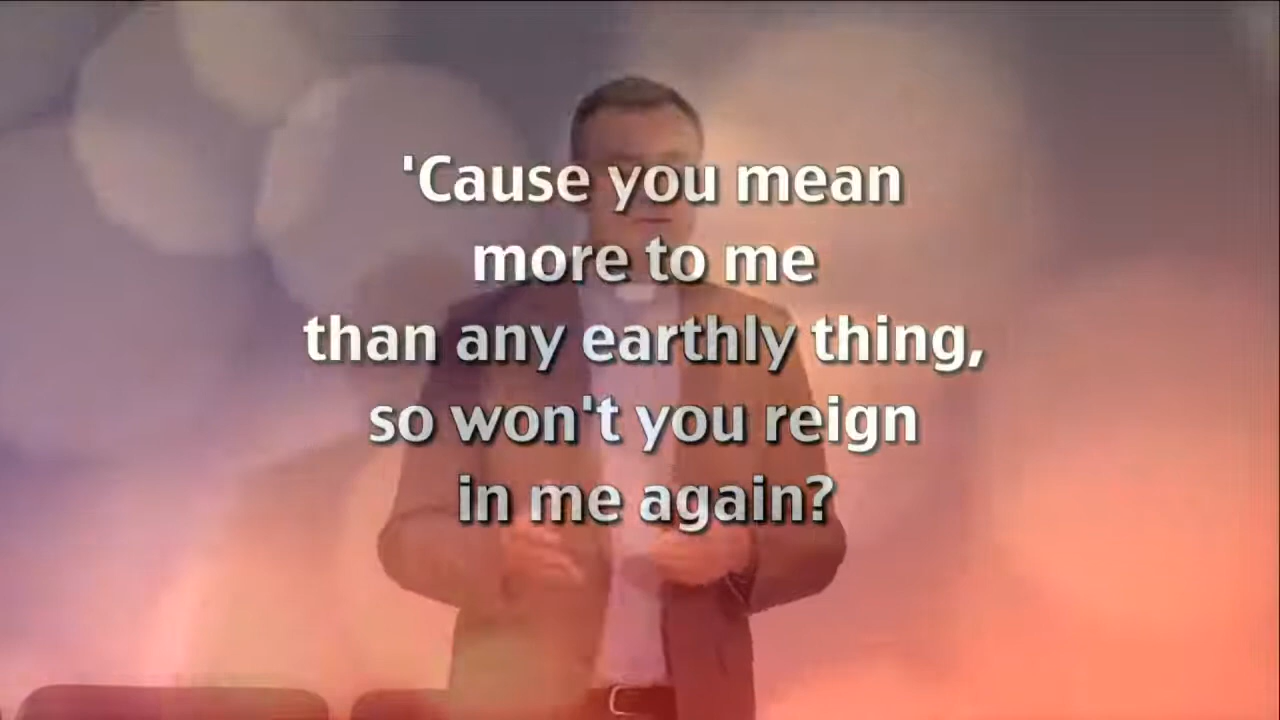 'Cause you mean
more to me
than any earthly thing,
so won't you reign
in me again?